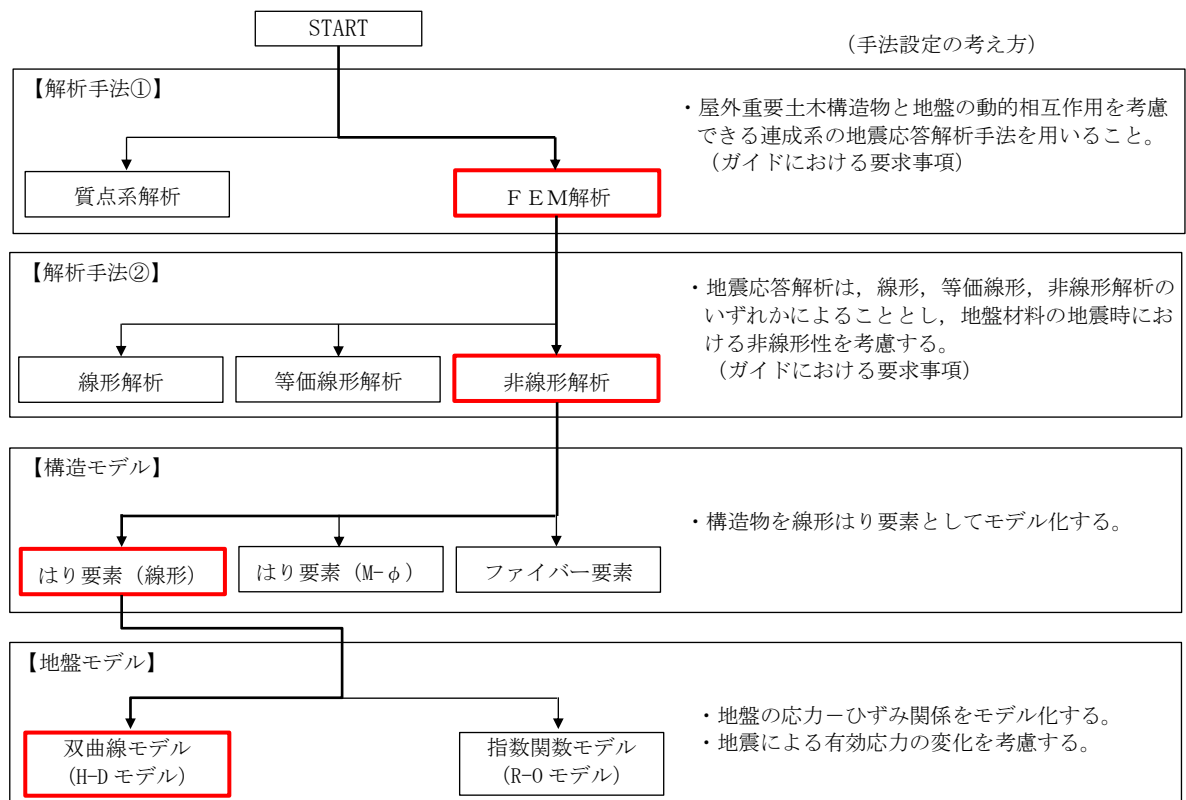 START
(手法設定の考え方)
【解析手法①】
・屋外重要土木構造物と地盤の動的相互作用を考慮
できる連成系の地震応答解析手法を用いること。
(ガイドにおける要求事項)
質点系解析
FEM解析
【解析手法②】
・地震応答解析は,線形,等価線形,非線形解析の
いずれかによることとし,地盤材料の地震時にお
ける非線形性を考慮する。
(ガイドにおける要求事項)
線形解析
等価線形解析
非線形解析
【構造モデル】
・構造物を線形はり要素としてモデル化する。
はり要素(線形)
はり要素(M-φ)
ファイバー要素
【地盤モデル】
・地盤の応力-ひずみ関係をモデル化する。
・地震による有効応力の変化を考慮する。
双曲線モデル
(H-Dモデル)
指数関数モデル
(R-Oモデル)